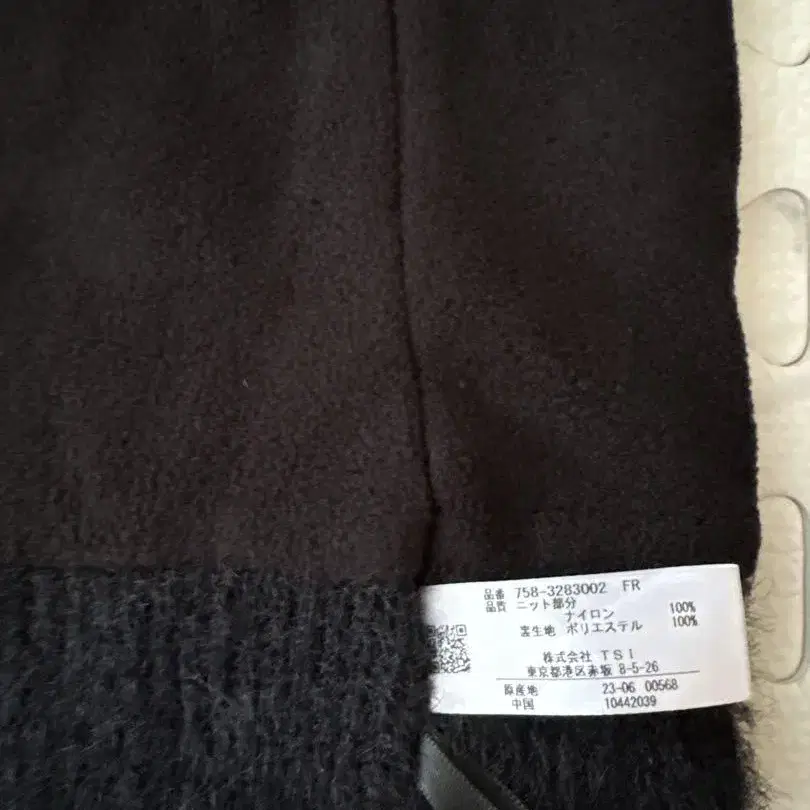 品番 758-3283002 FR
品質 ニット部分
ナイロン 100%
裏生地 ポリエステル 100%
株式会社 TSI
東京都港区赤坂 8-5-26
原産地 23-06 00568
中国 10442039